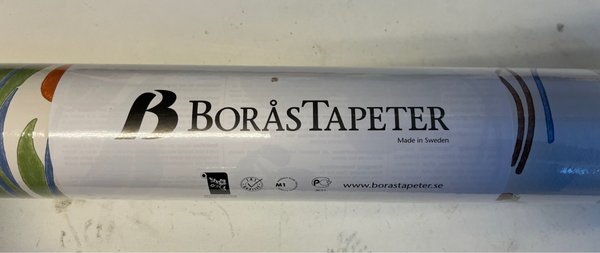 BORÅSTAPETER
Made in Sweden
M1
www.borastapeter.se